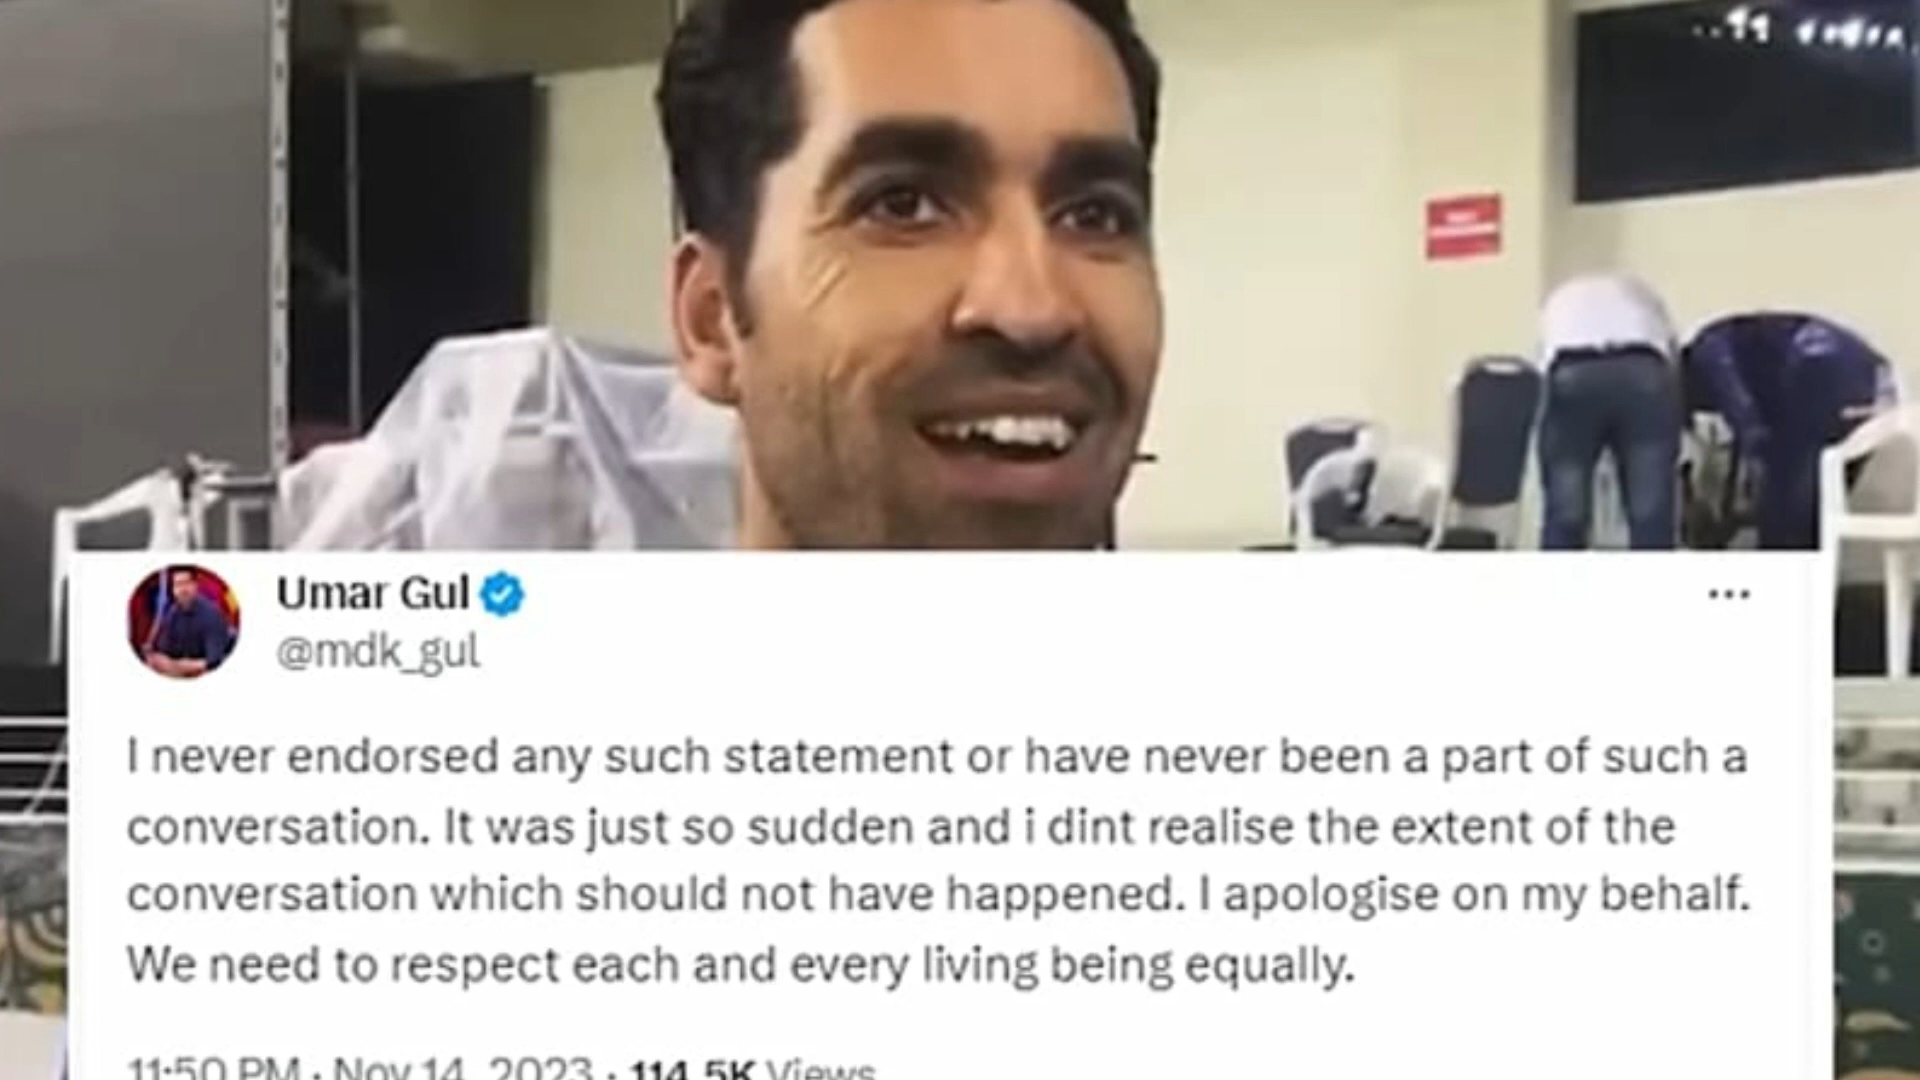 Umar Gul
@mdk_gul
I never endorsed any such statement or have never been a part of such a
conversation. It was just so sudden and i dint realise the extent of the
conversation which should not have happened. I apologise on my behalf.
We need to respect each and every living being equally.
11:50 PM · Nov 14, 2023 · 114.5K Views